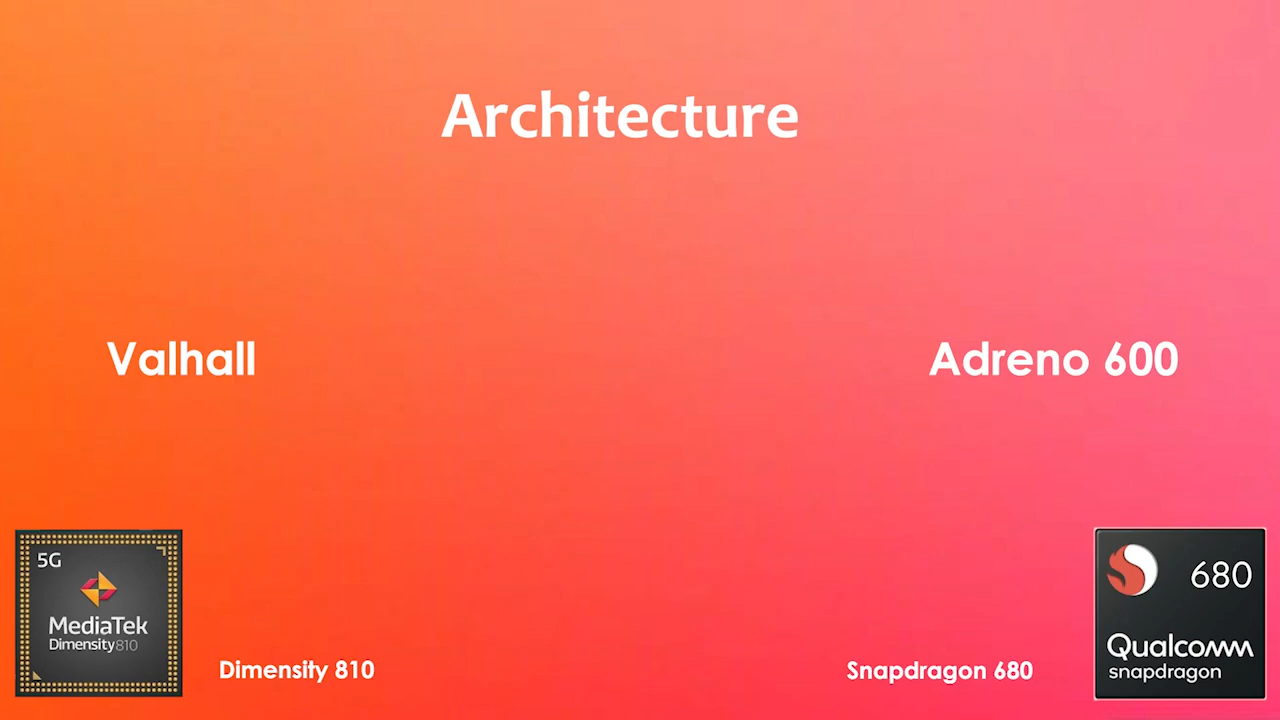 Architecture
Valhall
Adreno 600
5G
MediaTek
Dimensity810
Dimensity 810
Snapdragon 680
680
Qualcomm
snapdragon